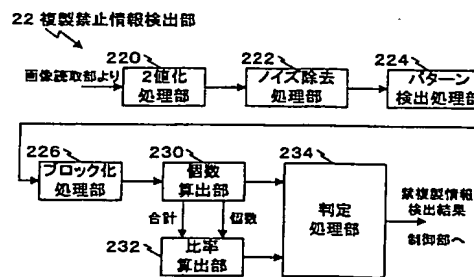 22 複製禁止情報検出部
画像読取部より
220
2値化
処理部
222
ノイズ除去
処理部
224
パターン
検出処理部
226
ブロック化
処理部
230
個数
算出部
合計
個数
232
比率
算出部
234
判定
処理部
禁複製情報
検出結果
制御部へ